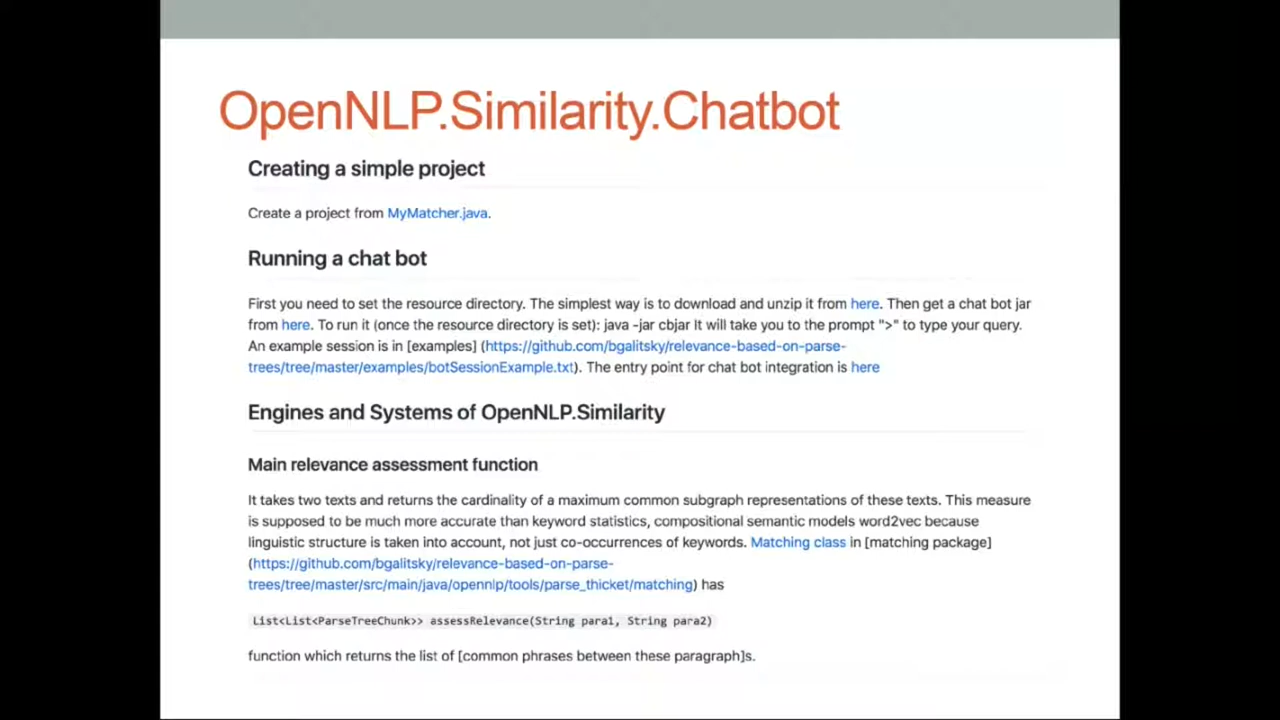 OpenNLP.Similarity.Chatbot
Creating a simple project
Create a project from MyMatcher.java.
Running a chat bot
First you need to set the resource directory. The simplest way is to download and unzip it from here. Then get a chat bot jar
from here. To run it (once the resource directory is set): java -jar cbjar It will take you to the prompt ">" to type your query.
An example session is in [examples] (https://github.com/bgalitsky/relevance-based-on-parse-
trees/tree/master/examples/botSessionExample.txt). The entry point for chat bot integration is here
Engines and Systems of OpenNLP.Similarity
Main relevance assessment function
It takes two texts and returns the cardinality of a maximum common subgraph representations of these texts. This measure
is supposed to be much more accurate than keyword statistics, compositional semantic models word2vec because
linguistic structure is taken into account, not just co-occurrences of keywords. Matching class in [matching package]
(https://github.com/bgalitsky/relevance-based-on-parse-
trees/tree/master/src/main/java/opennlp/tools/parse_thicket/matching) has
List<List<ParseTreeChunk>> assessRelevance(String para1, String para2)
function which returns the list of [common phrases between these paragraph]s.